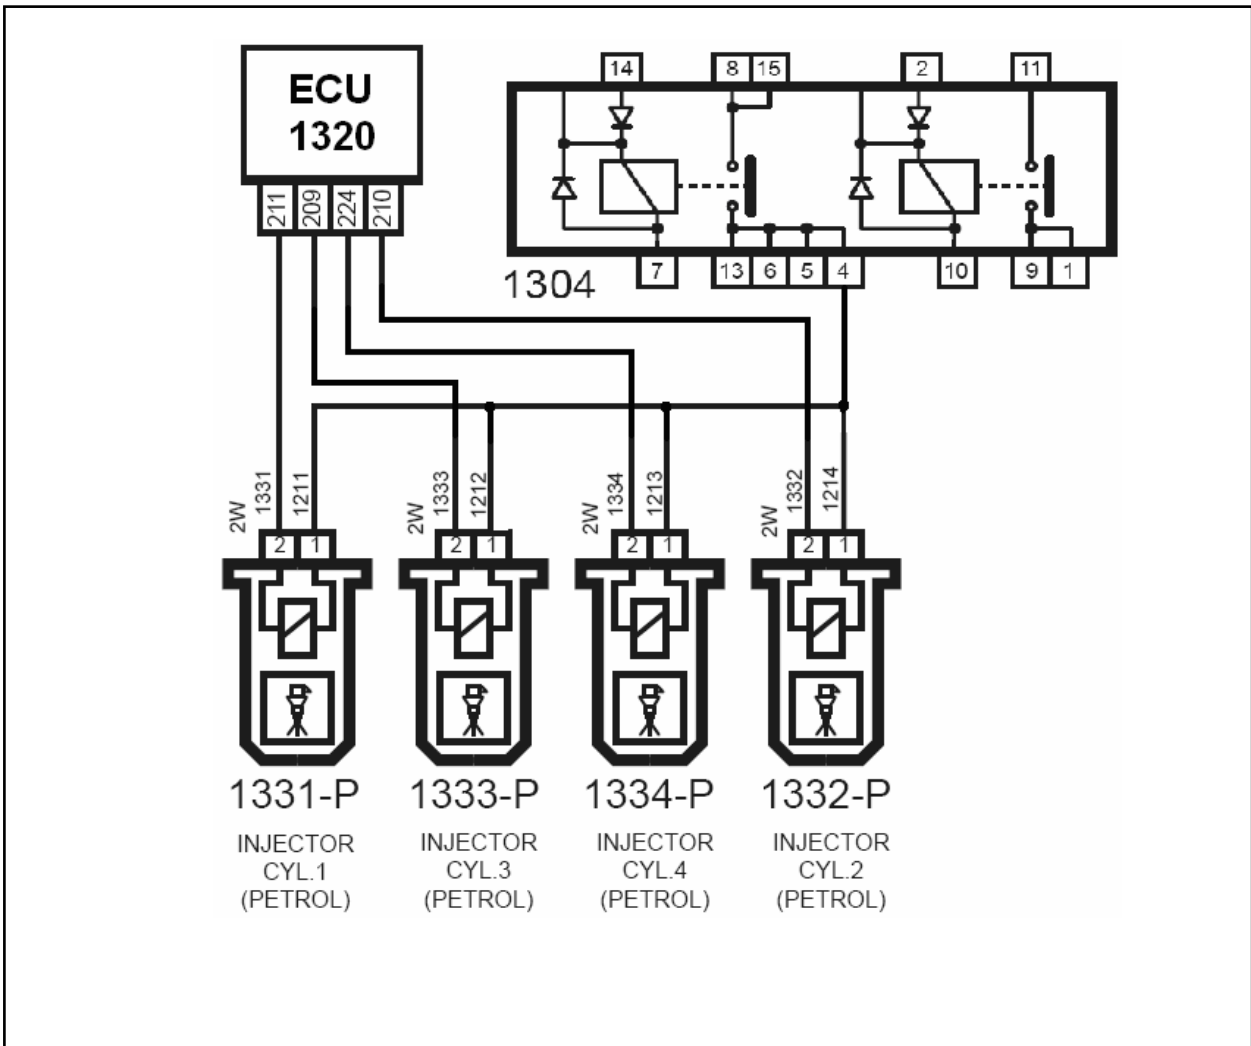 ECU
1320
211 209 224 210
14 8 15 2 11
7 13 6 5 4 10 9 1
1304
2W 1331 1211 2W 1333 1212 2W 1334 1213 2W 1332 1214
2 1 2 1 2 1 2 1
1331-P 1333-P 1334-P 1332-P
INJECTOR INJECTOR INJECTOR INJECTOR
CYL.1 CYL.3 CYL.4 CYL.2
(PETROL) (PETROL) (PETROL) (PETROL)